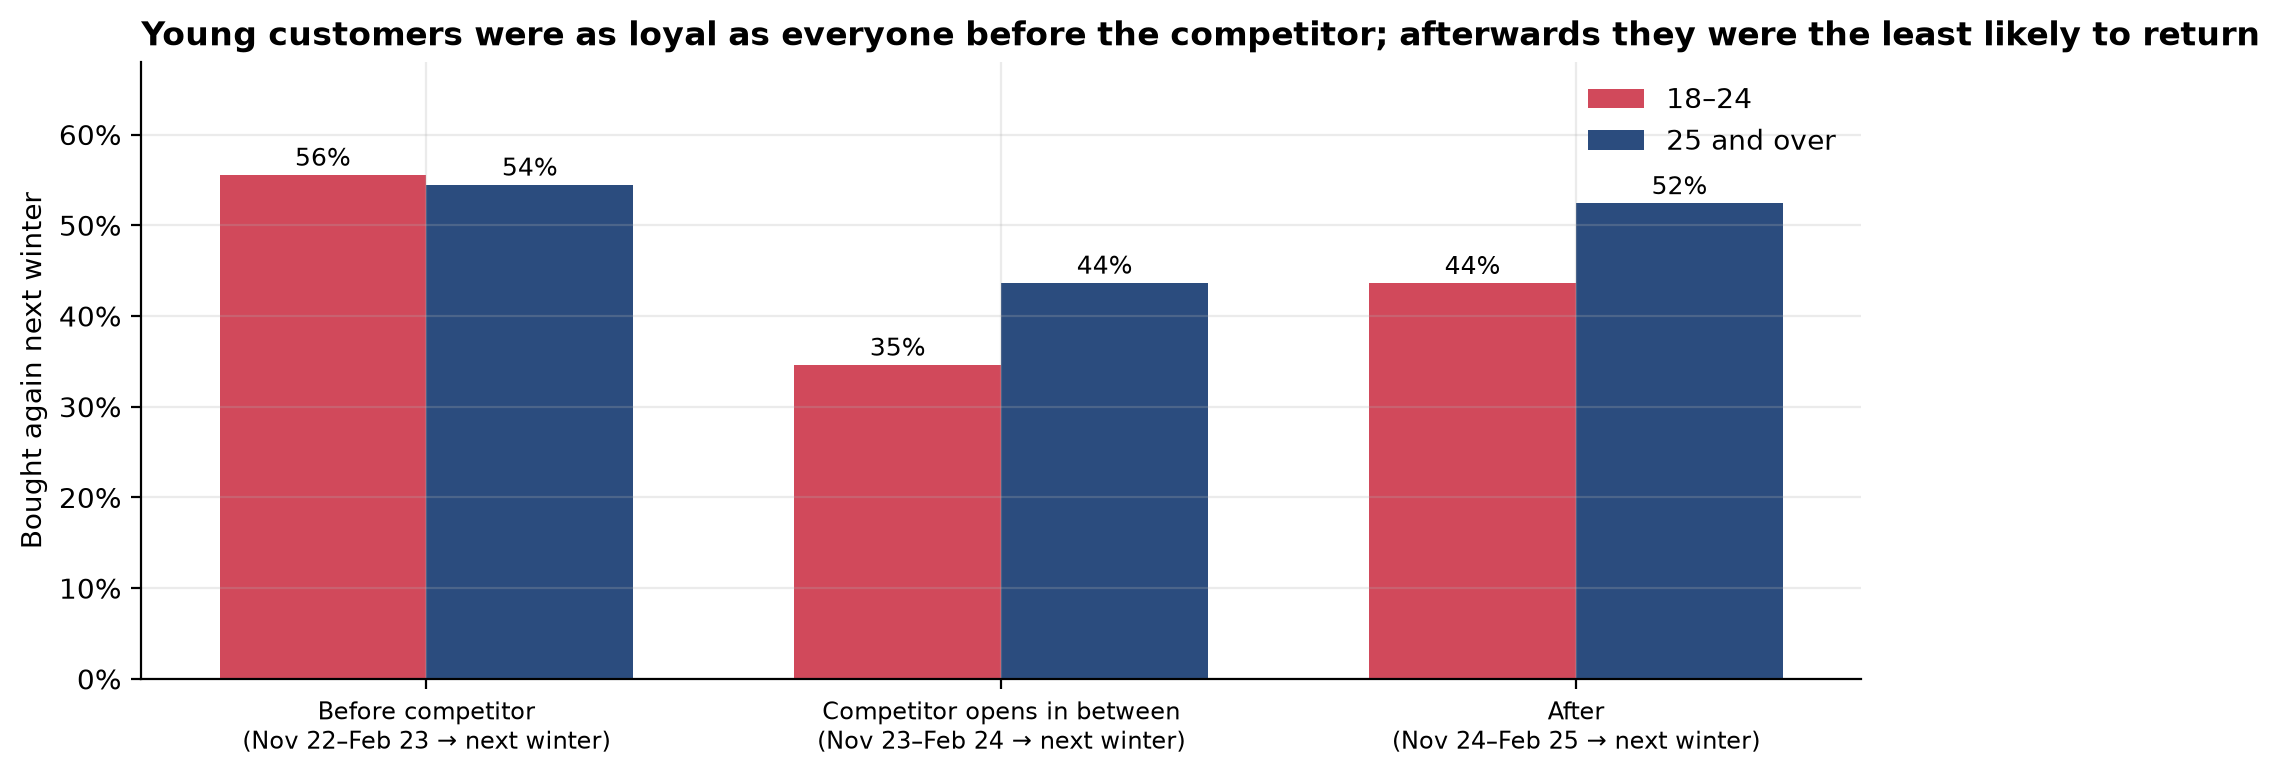 Young customers were as loyal as everyone before the competitor; afterwards they were the least likely to return
18–24
25 and over
Bought again next winter
60%
50%
40%
30%
20%
10%
0%
56%
54%
35%
44%
44%
52%
Before competitor
(Nov 22–Feb 23 → next winter)
Competitor opens in between
(Nov 23–Feb 24 → next winter)
After
(Nov 24–Feb 25 → next winter)